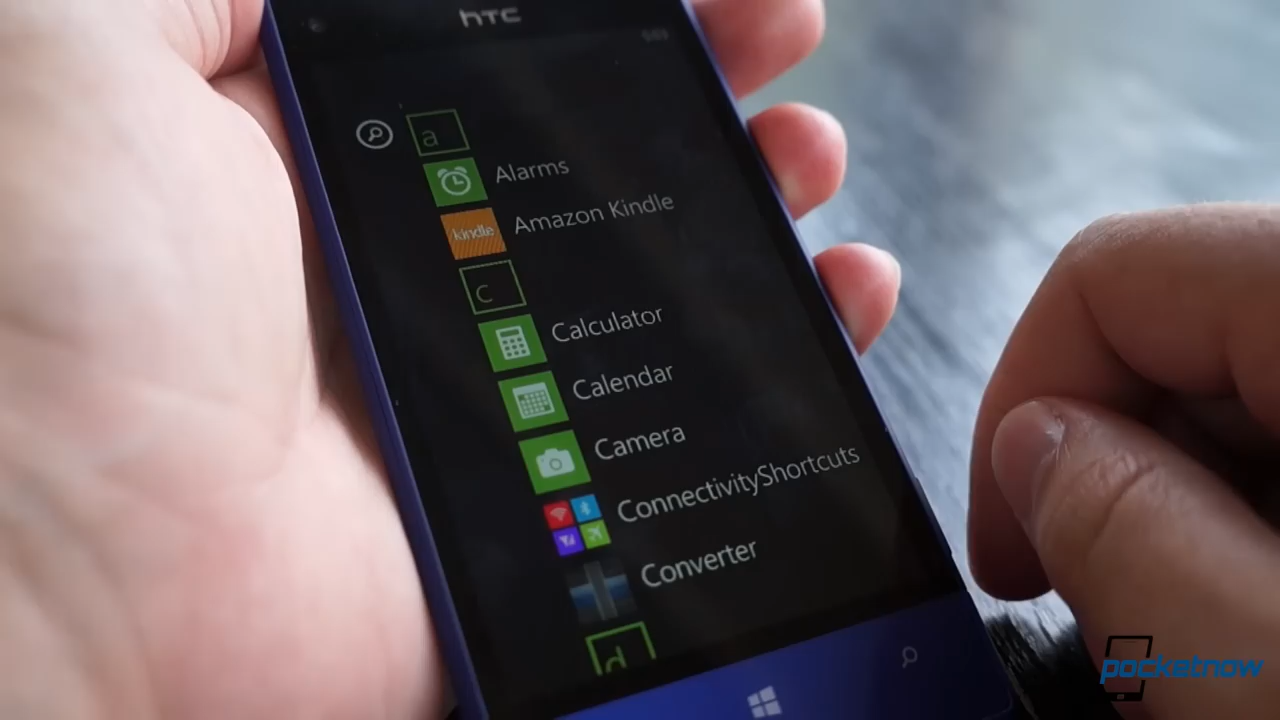 hTC
a
Alarms
kindle
Amazon Kindle
c
Calculator
Calendar
Camera
ConnectivityShortcuts
Converter
d
pocketnow